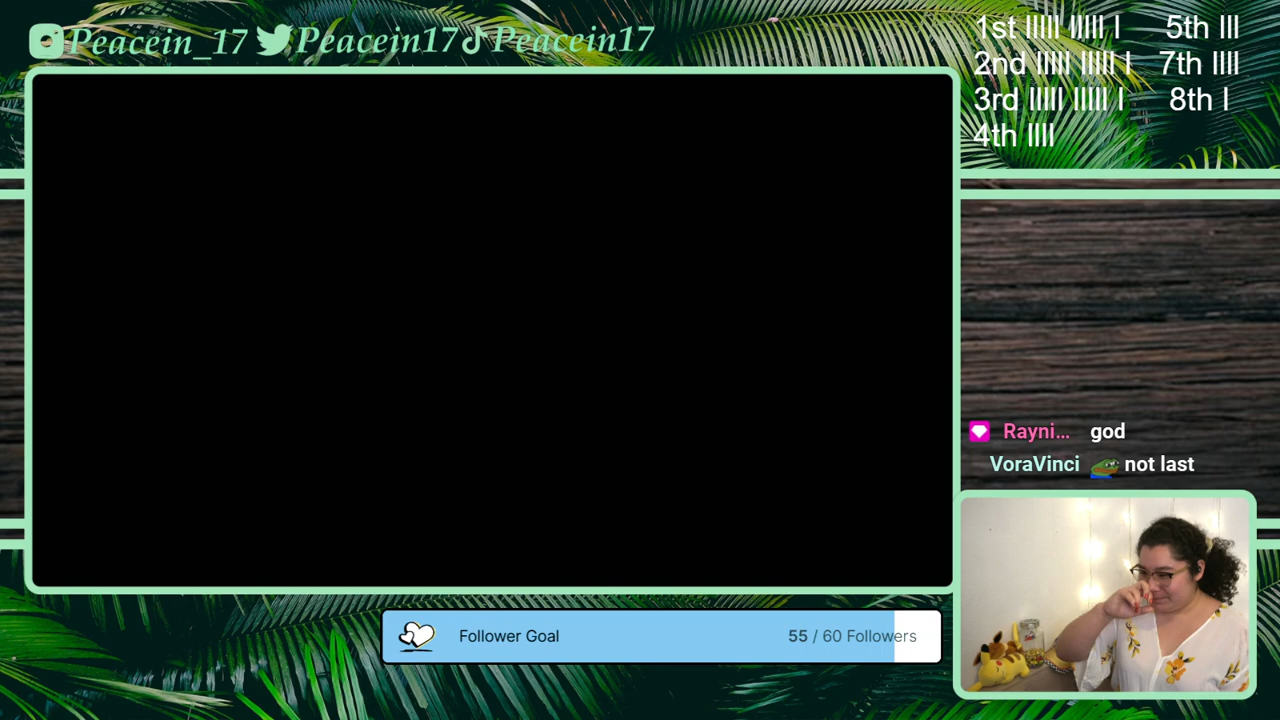 Peacein_17 Peacein17 Peacein17
1st IIIII IIIII I 5th III
2nd IIIII IIIII I 7th IIII
3rd IIIII IIIII I 8th I
4th IIII
Rayni... god
VoraVinci not last
Follower Goal 55 / 60 Followers